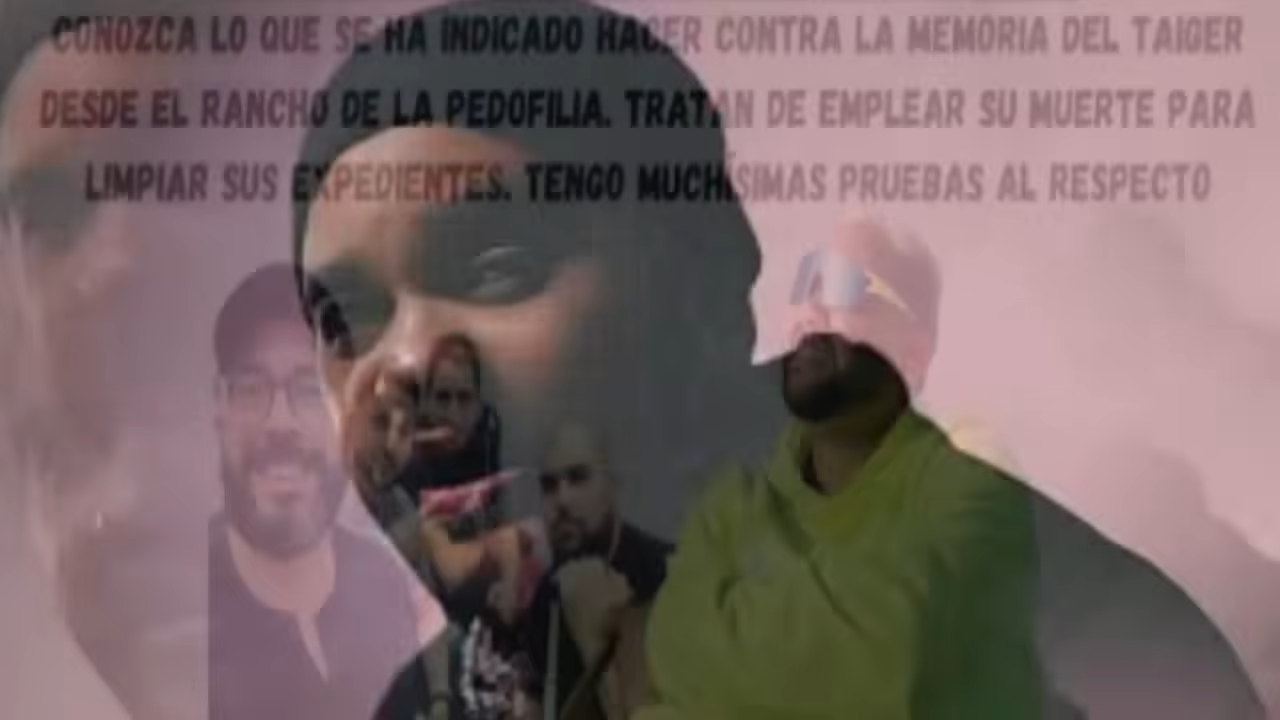 CONOZCA LO QUE SE HA INDICADO HACER CONTRA LA MEMORIA DEL TAIGER
DESDE EL RANCHO DE LA PEDOFILIA. TRATAN DE EMPLEAR SU MUERTE PARA
LIMPIAR SUS EXPEDIENTES. TENGO MUCHÍSIMAS PRUEBAS AL RESPECTO